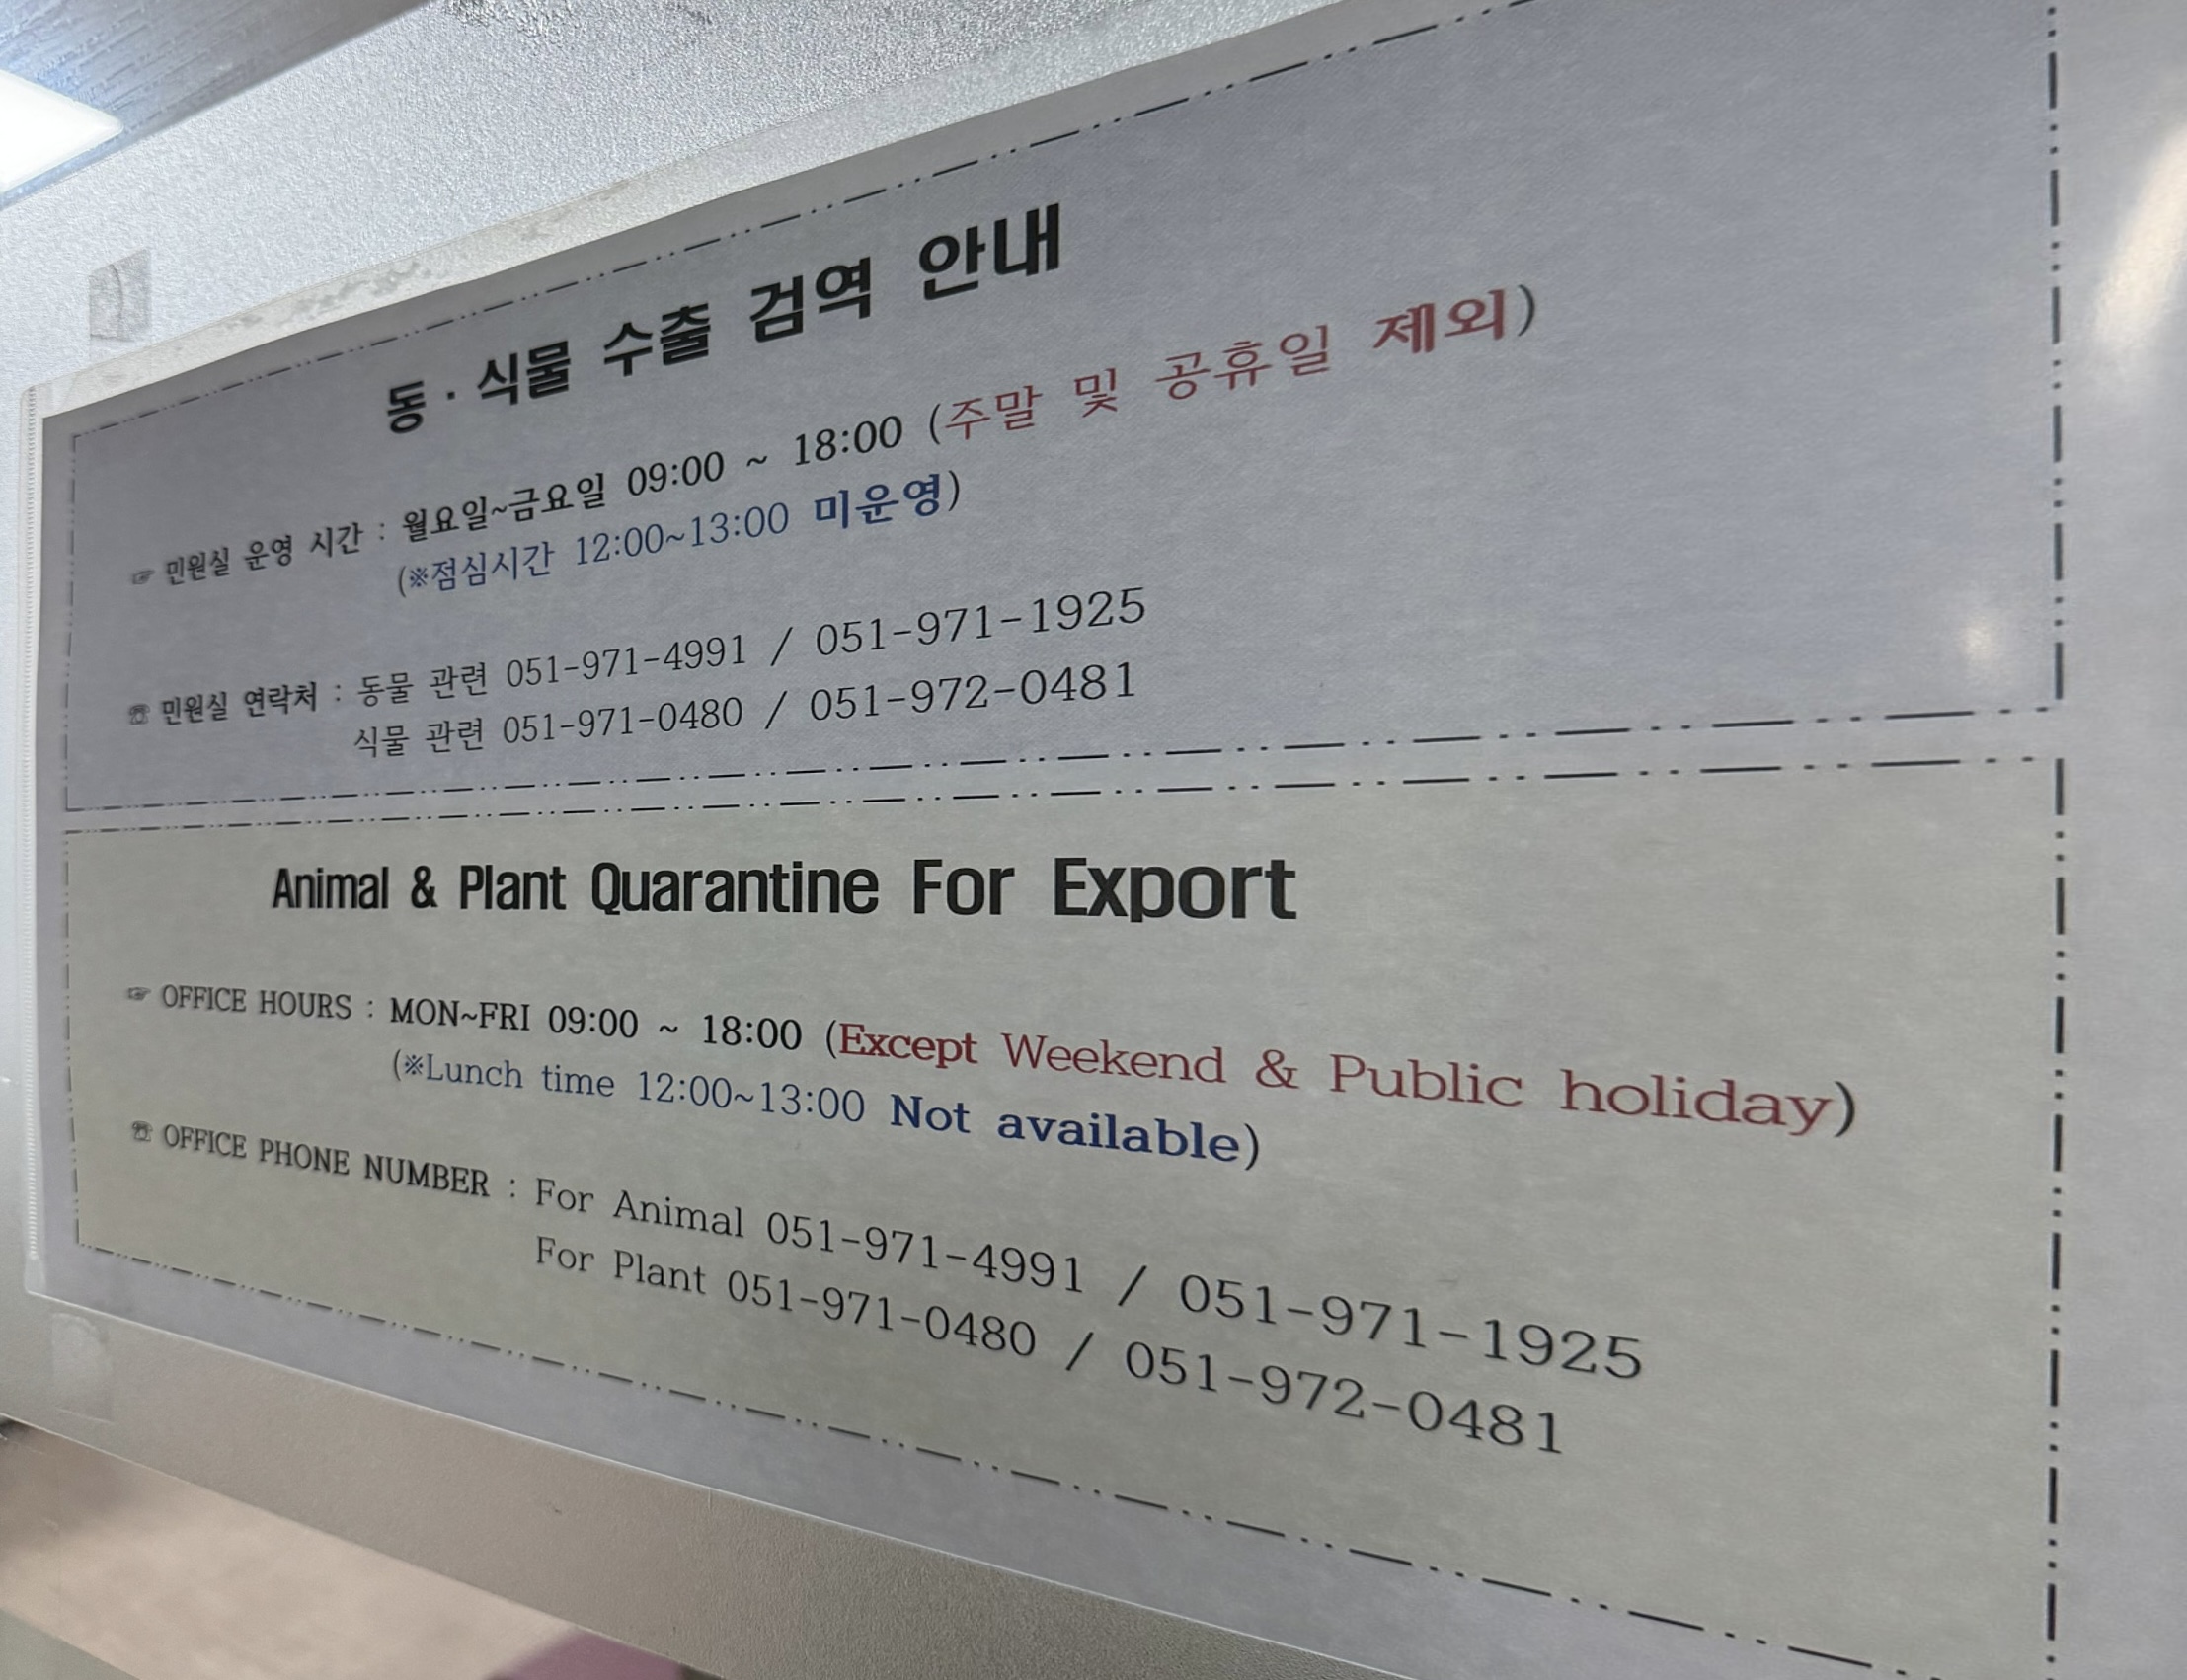 동·식물 수출 검역 안내
☞ 민원실 운영 시간 : 월요일~금요일 09:00 ~ 18:00 (주말 및 공휴일 제외)
(※점심시간 12:00~13:00 미운영)
☏ 민원실 연락처 : 동물 관련 051-971-4991 / 051-971-1925
식물 관련 051-971-0480 / 051-972-0481
Animal & Plant Quarantine For Export
☞ OFFICE HOURS : MON~FRI 09:00 ~ 18:00 (Except Weekend & Public holiday)
(※Lunch time 12:00~13:00 Not available)
☏ OFFICE PHONE NUMBER : For Animal 051-971-4991 / 051-971-1925
For Plant 051-971-0480 / 051-972-0481